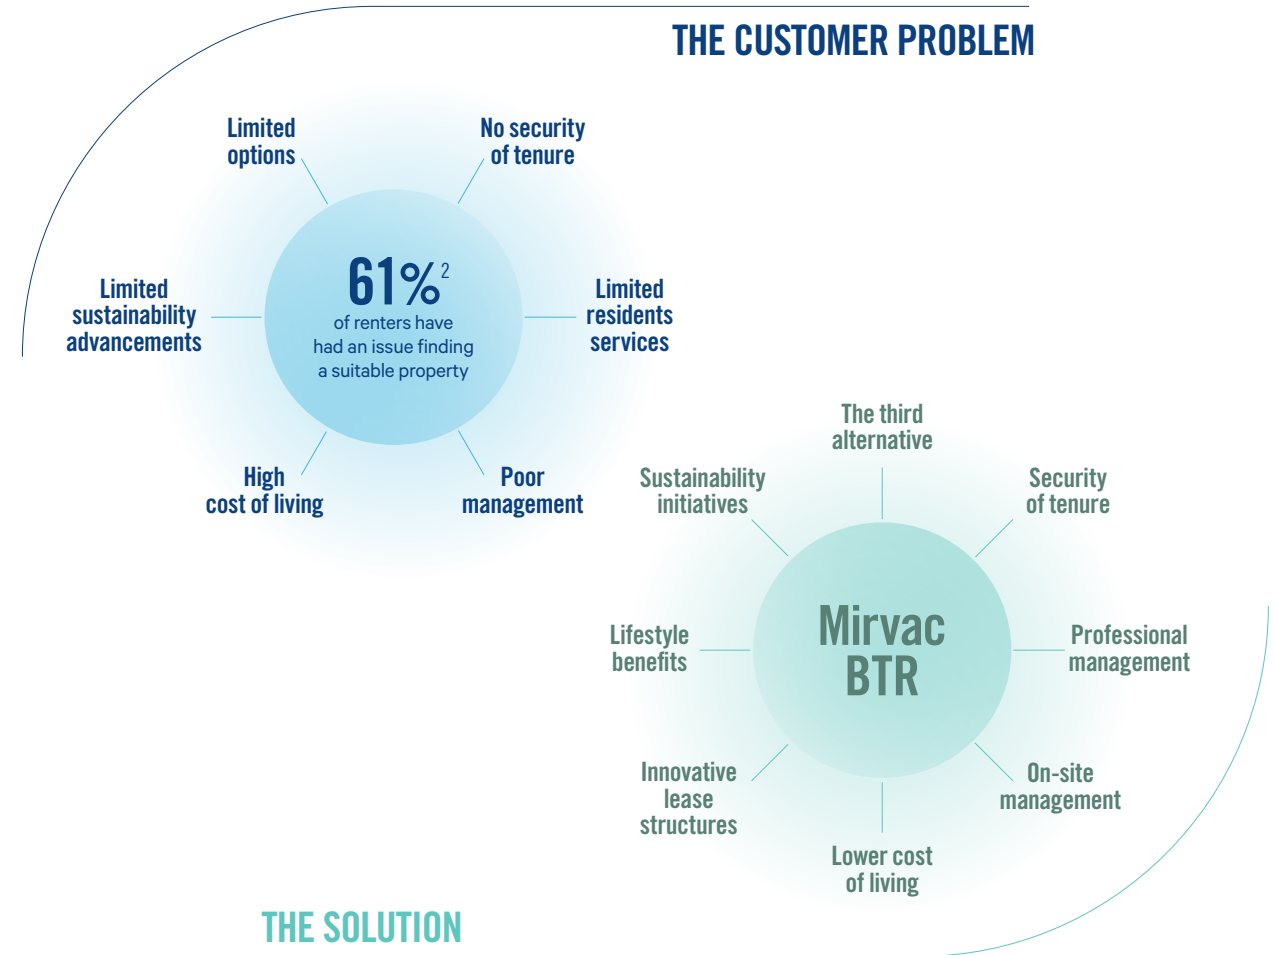 THE CUSTOMER PROBLEM
Limited
options
No security
of tenure
Limited
sustainability
advancements
61%2
of renters have
had an issue finding
a suitable property
Limited
residents
services
High
cost of living
Poor
management
The third
alternative
Sustainability
initiatives
Security
of tenure
Lifestyle
benefits
Mirvac
BTR
Professional
management
Innovative
lease
structures
On-site
management
Lower cost
of living
THE SOLUTION